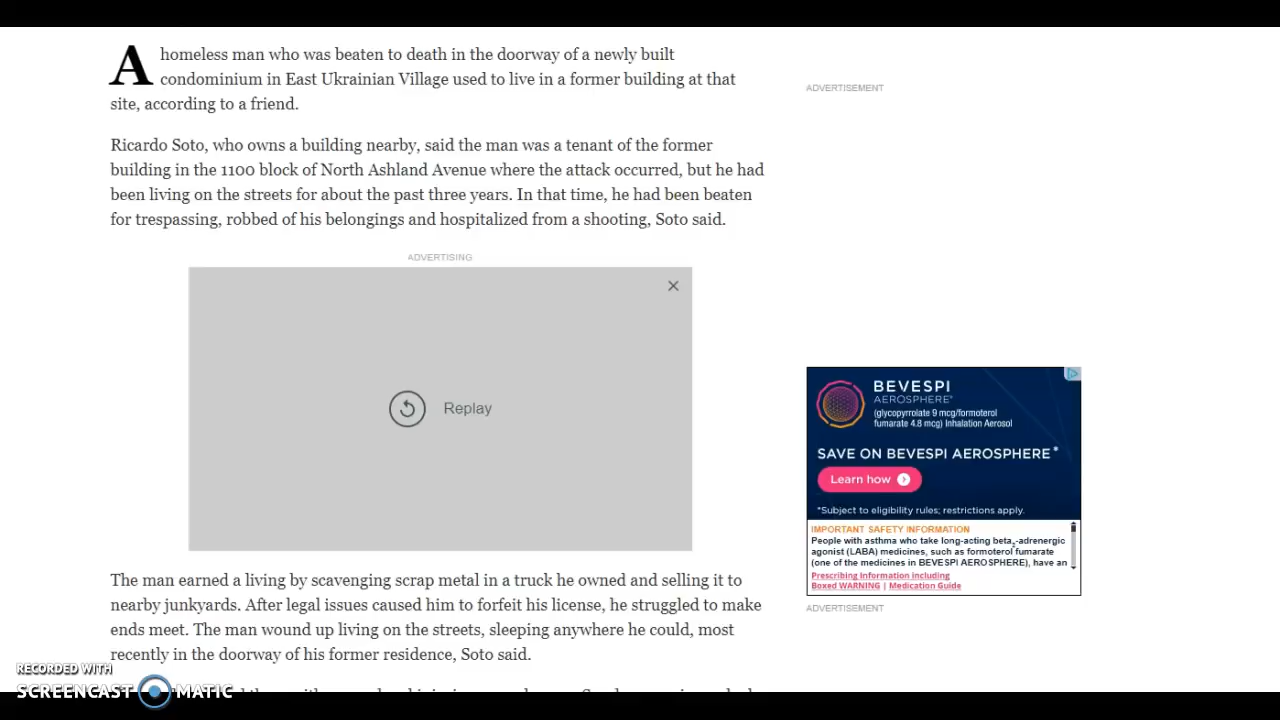 A homeless man who was beaten to death in the doorway of a newly built
condominium in East Ukrainian Village used to live in a former building at that
site, according to a friend.
ADVERTISEMENT
Ricardo Soto, who owns a building nearby, said the man was a tenant of the former
building in the 1100 block of North Ashland Avenue where the attack occurred, but he had
been living on the streets for about the past three years. In that time, he had been beaten
for trespassing, robbed of his belongings and hospitalized from a shooting, Soto said.
ADVERTISING
Replay
BEVESPI
AEROSPHERE®
(glycopyrrolate 9 mcg/formoterol
fumarate 4.8 mcg) Inhalation Aerosol
SAVE ON BEVESPI AEROSPHERE*
Learn how
*Subject to eligibility rules; restrictions apply.
IMPORTANT SAFETY INFORMATION
People with asthma who take long-acting beta₂-adrenergic
agonist (LABA) medicines, such as formoterol fumarate
(one of the medicines in BEVESPI AEROSPHERE), have an
Prescribing Information including
Boxed WARNING | Medication Guide
ADVERTISEMENT
The man earned a living by scavenging scrap metal in a truck he owned and selling it to
nearby junkyards. After legal issues caused him to forfeit his license, he struggled to make
ends meet. The man wound up living on the streets, sleeping anywhere he could, most
recently in the doorway of his former residence, Soto said.
RECORDED WITH
SCREENCAST MATIC